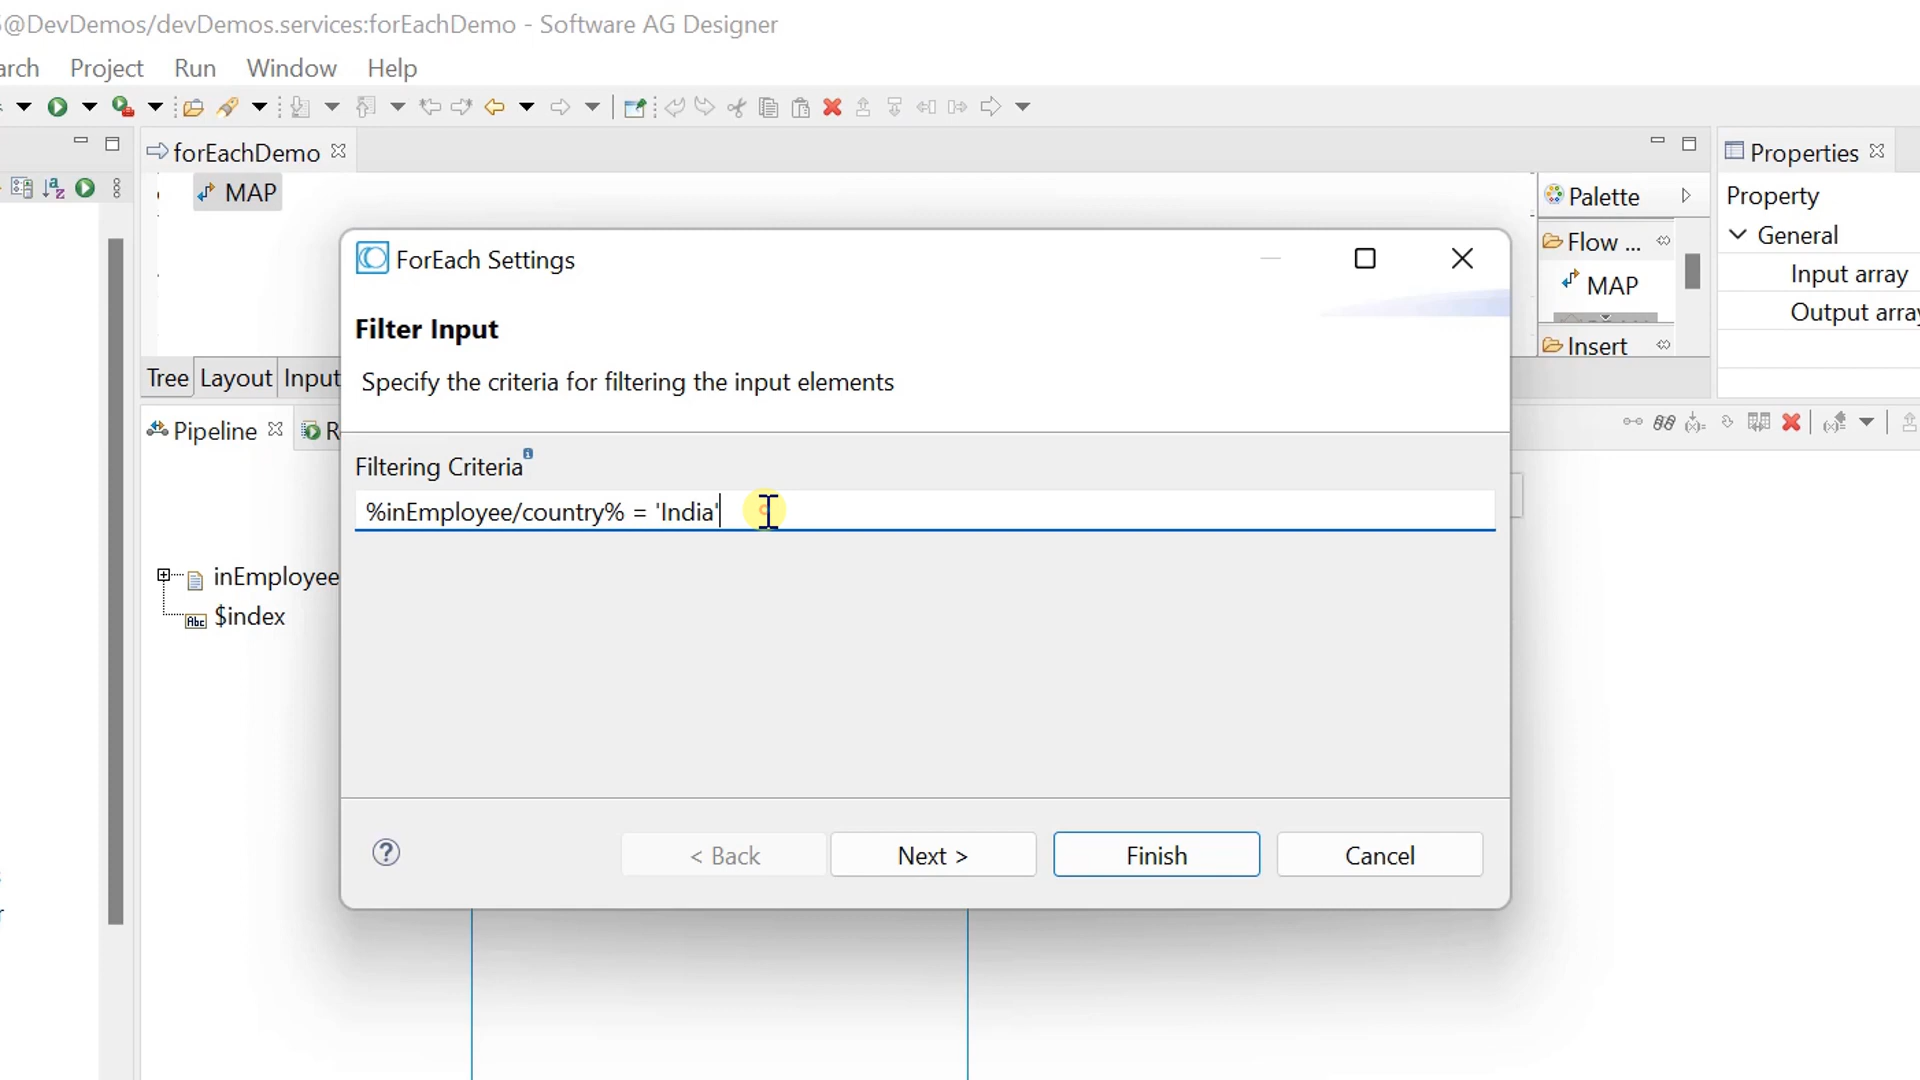 @DevDemos/devDemos.services:forEachDemo - Software AG Designer
arch Project Run Window Help
forEachDemo
Properties
MAP
Palette
Property
Flow ...
General
MAP
Input array
Output array
Insert
Tree Layout Input
Pipeline
R
inEmployee
Abc $index
ForEach Settings
Filter Input
Specify the criteria for filtering the input elements
Filtering Criteria
%inEmployee/country% = 'India'
< Back Next > Finish Cancel